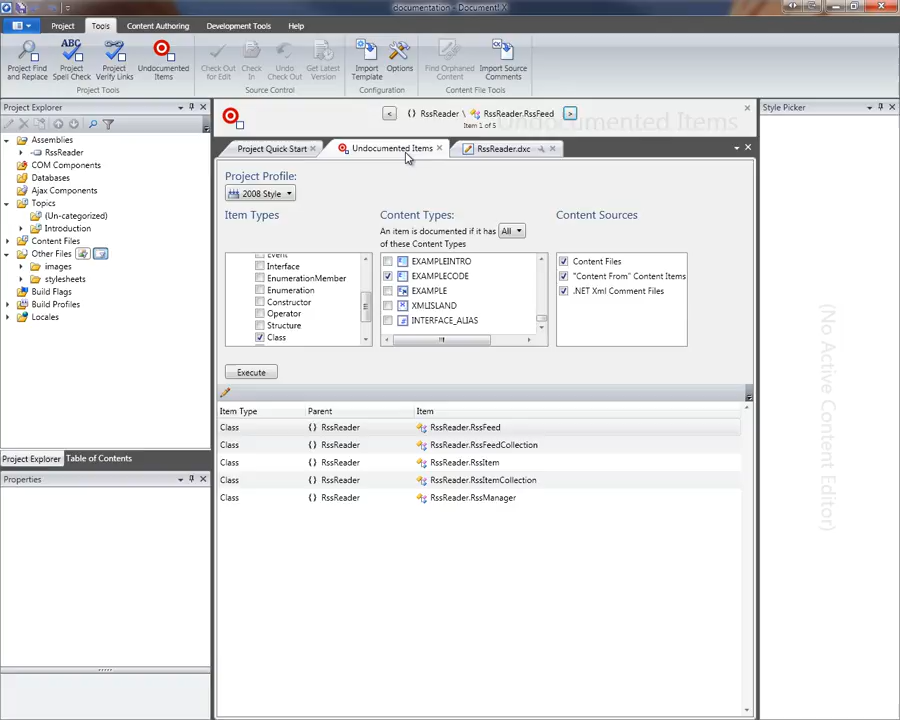 documentation - Document! X
Project
Tools
Content Authoring
Development Tools
Help
Project Find and Replace
ABC
Project Spell Check
Project Verify Links
Undocumented Items
Check Out for Edit
Check In
Undo Check Out
Get Latest Version
Import Template
Options
Find Orphaned Content
Import Source Comments
Project Tools
Source Control
Configuration
Content File Tools
Project Explorer
Assemblies
RssReader
COM Components
Databases
Ajax Components
Topics
(Un-categorized)
Introduction
Content Files
Other Files
images
stylesheets
Build Flags
Build Profiles
Locales
Project Explorer
Table of Contents
Properties
< RssReader \ RssReader.RssFeed >
Item 1 of 5
Undocumented Items
Project Quick Start
Undocumented Items
RssReader.dxc
Project Profile:
2008 Style
Item Types
Event
Interface
EnumerationMember
Enumeration
Constructor
Operator
Structure
Class
Content Types:
An item is documented if it has All
of these Content Types
EXAMPLEINTRO
EXAMPLECODE
EXAMPLE
XMLISLAND
INTERFACE_ALIAS
Content Sources
Content Files
"Content From" Content Items
.NET Xml Comment Files
Execute
Item Type Parent Item
Class RssReader RssReader.RssFeed
Class RssReader RssReader.RssFeedCollection
Class RssReader RssReader.RssItem
Class RssReader RssReader.RssItemCollection
Class RssReader RssReader.RssManager
Style Picker
(No Active Content Editor)